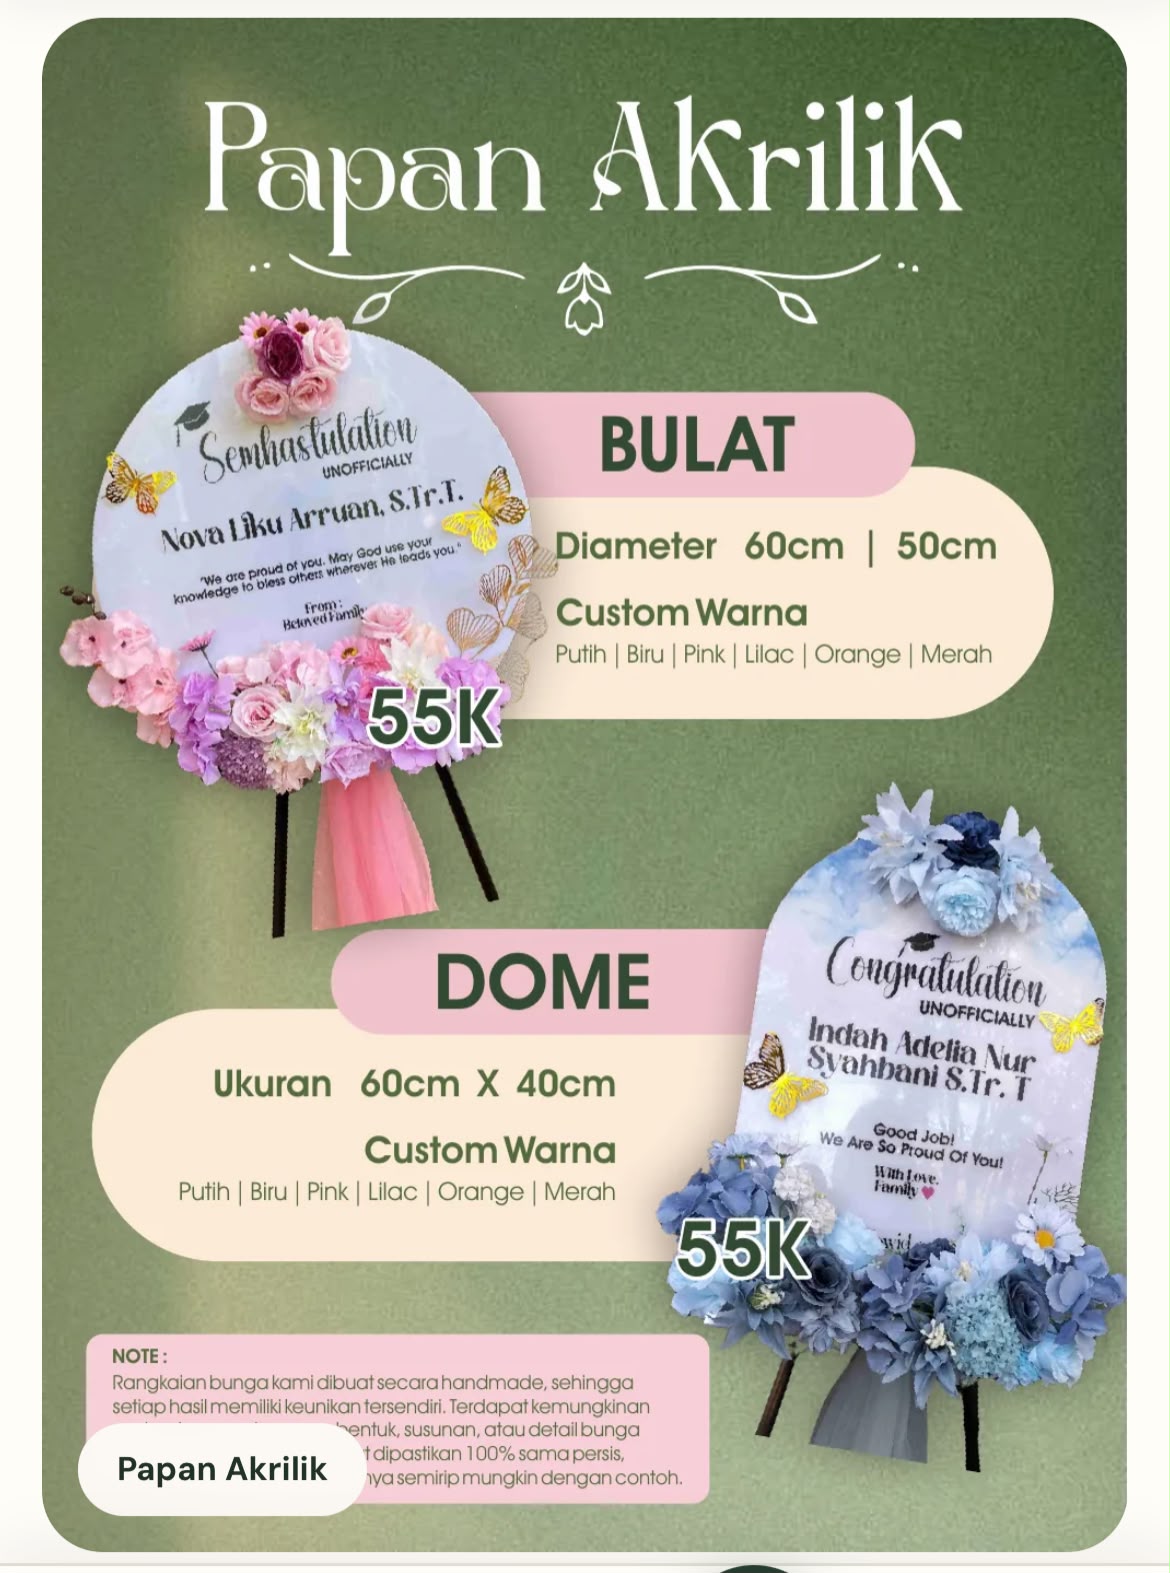 Papan Akrilik
Semhastulation
UNOFFICIALLY
Nova Liku Arruan, S.Tr.T.
"We are proud of you. May God use your
knowledge to bless others wherever He leads you."
From :
Beloved Family
55K
BULAT
Diameter 60cm | 50cm
Custom Warna
Putih | Biru | Pink | Lilac | Orange | Merah
DOME
Ukuran 60cm X 40cm
Custom Warna
Putih | Biru | Pink | Lilac | Orange | Merah
Congratulation
UNOFFICIALLY
Indah Adelia Nur
Syahbani S.Tr. T
Good Job!
We Are So Proud Of You!
With Love,
Family
55K
NOTE :
Rangkaian bunga kami dibuat secara handmade, sehingga
setiap hasil memiliki keunikan tersendiri. Terdapat kemungkinan
bentuk, susunan, atau detail bunga
dipastikan 100% sama persis,
semirip mungkin dengan contoh.
Papan Akrilik